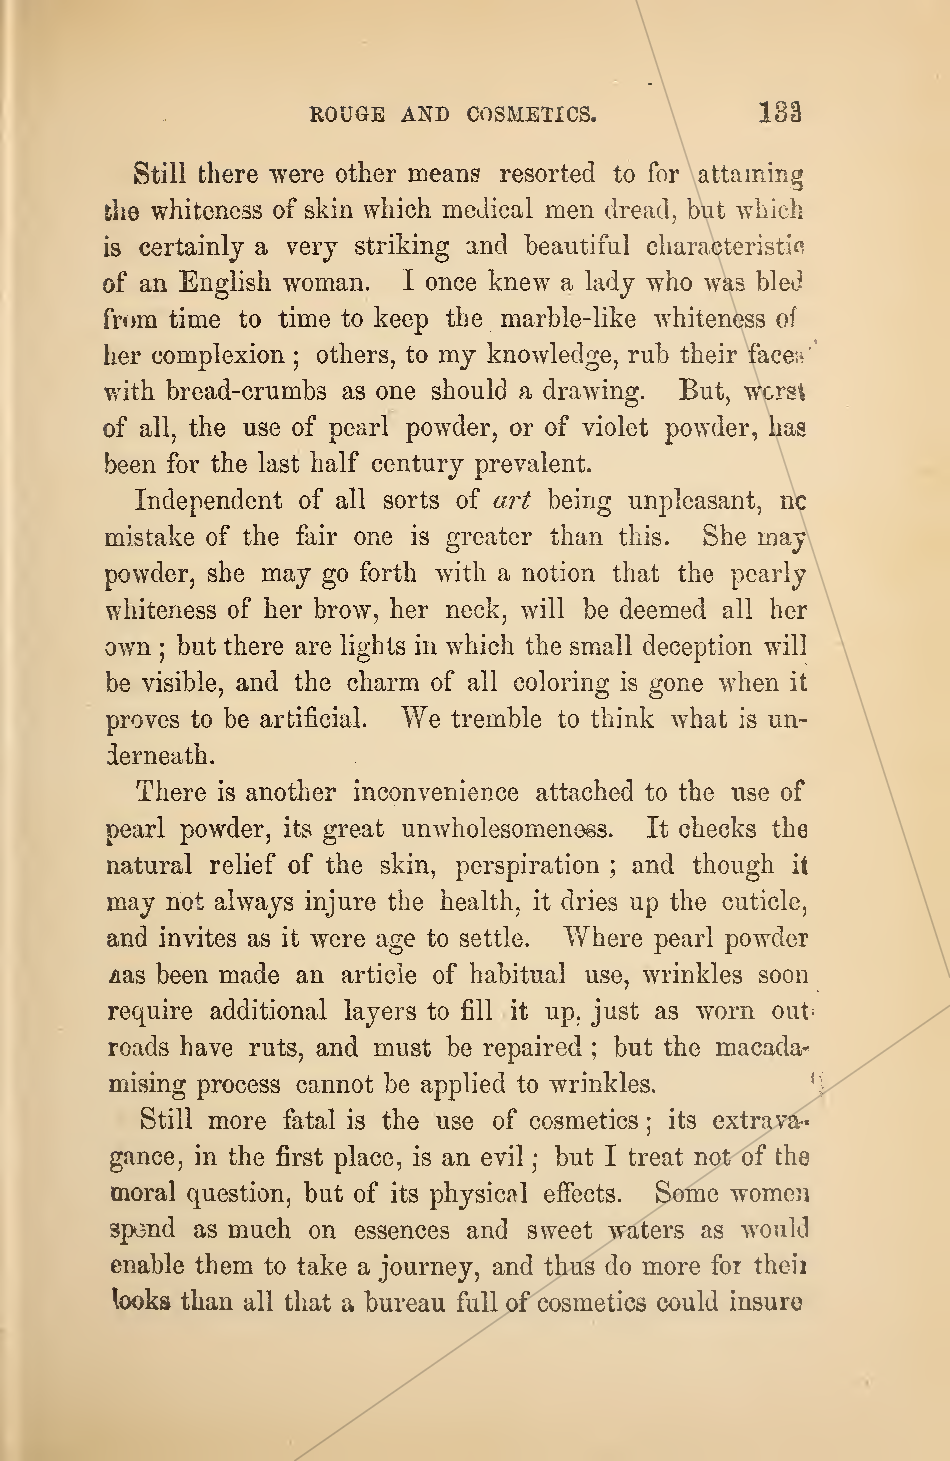 ROUGE AND COSMETICS. 133
Still there were other means resorted to for attaining
the whiteness of skin which medical men dread, but which
is certainly a very striking and beautiful characteristic
of an English woman. I once knew a lady who was bled
from time to time to keep the marble-like whiteness of
her complexion ; others, to my knowledge, rub their faces
with bread-crumbs as one should a drawing. But, worst
of all, the use of pearl powder, or of violet powder, has
been for the last half century prevalent.
Independent of all sorts of art being unpleasant, no
mistake of the fair one is greater than this. She may
powder, she may go forth with a notion that the pearly
whiteness of her brow, her neck, will be deemed all her
own ; but there are lights in which the small deception will
be visible, and the charm of all coloring is gone when it
proves to be artificial. We tremble to think what is un-
derneath.
There is another inconvenience attached to the use of
pearl powder, its great unwholesomeness. It checks the
natural relief of the skin, perspiration ; and though it
may not always injure the health, it dries up the cuticle,
and invites as it were age to settle. Where pearl powder
has been made an article of habitual use, wrinkles soon
require additional layers to fill it up, just as worn out
roads have ruts, and must be repaired ; but the macada-
mising process cannot be applied to wrinkles.
Still more fatal is the use of cosmetics ; its extrava-
gance, in the first place, is an evil ; but I treat not of the
moral question, but of its physical effects. Some women
spend as much on essences and sweet waters as would
enable them to take a journey, and thus do more for their
looks than all that a bureau full of cosmetics could insure